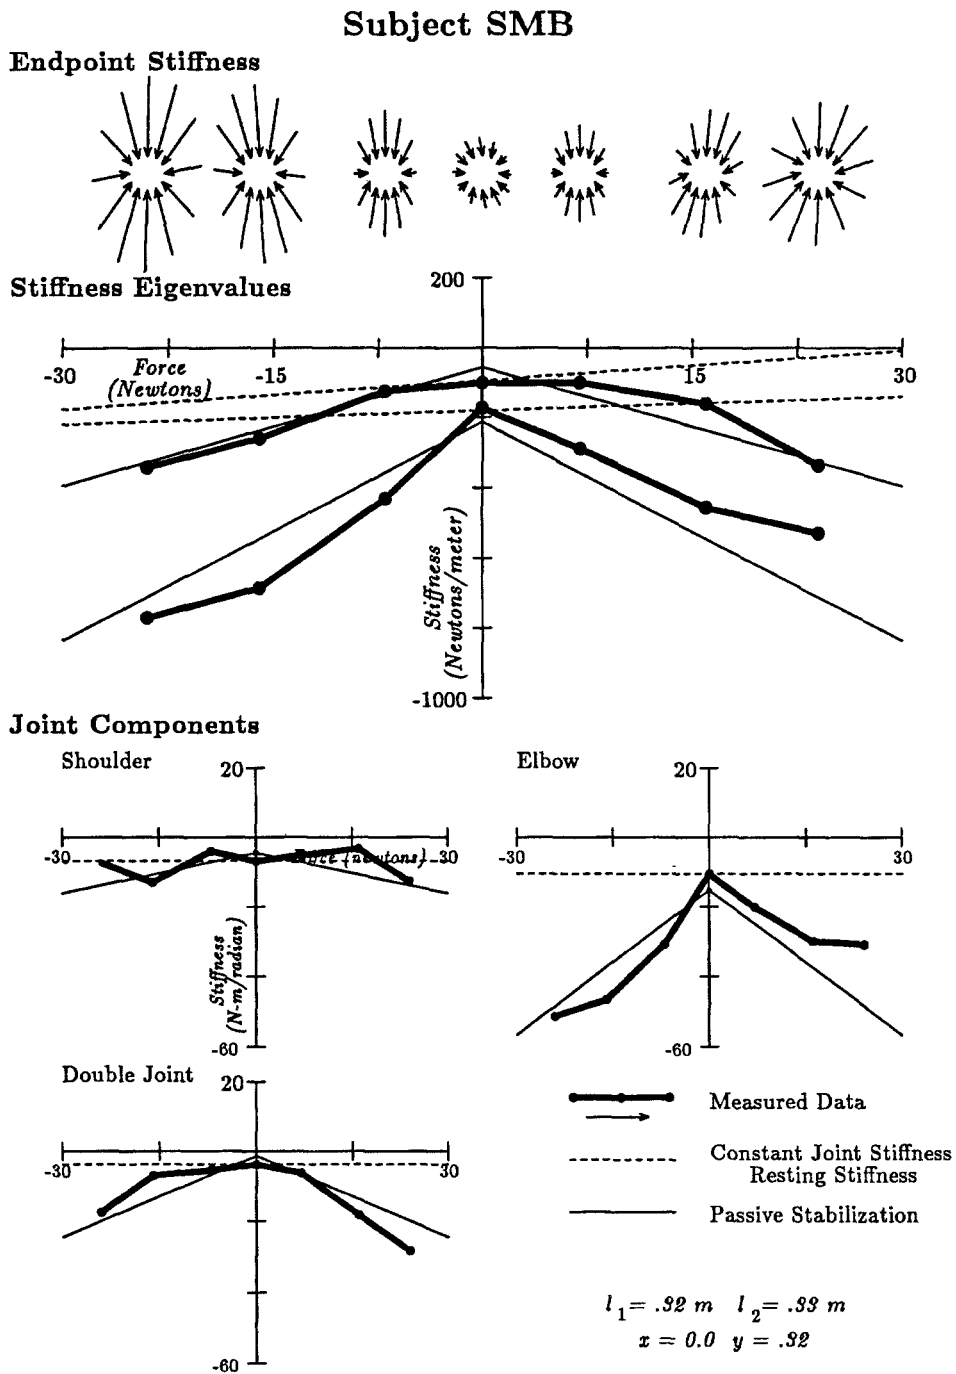 Subject SMB
Endpoint Stiffness
Stiffness Eigenvalues
200
-30
Force
(Newtons)
-15
15
30
Stiffness
(Newtons/meter)
-1000
Joint Components
Shoulder
20
-30
Force (newtons)
30
Stiffness
(N-m/radian)
-60
Elbow
20
-30
30
-60
Double Joint
20
-30
30
-60
Measured Data
Constant Joint Stiffness
Resting Stiffness
Passive Stabilization
l1= .32 m l2= .33 m
x = 0.0 y = .32